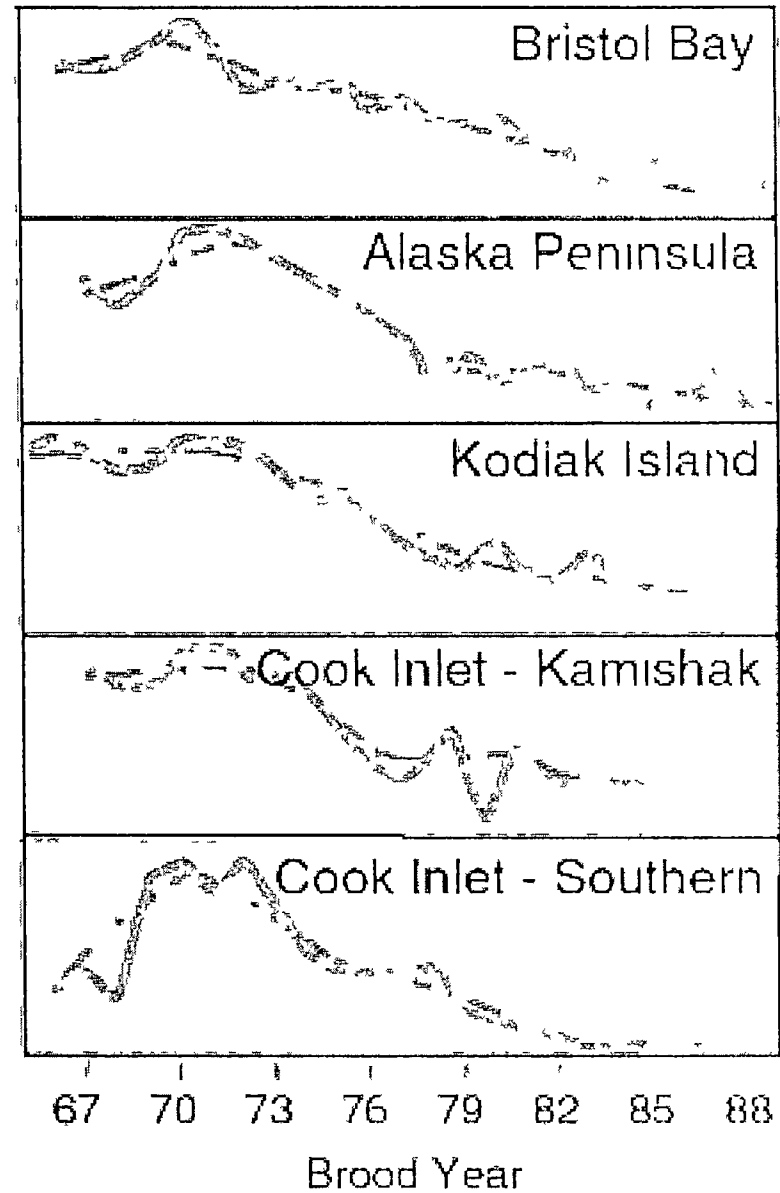 Bristol Bay
Alaska Peninsula
Kodiak Island
Cook Inlet - Kamishak
Cook Inlet - Southern
67 70 73 76 79 82 85 88
Brood Year